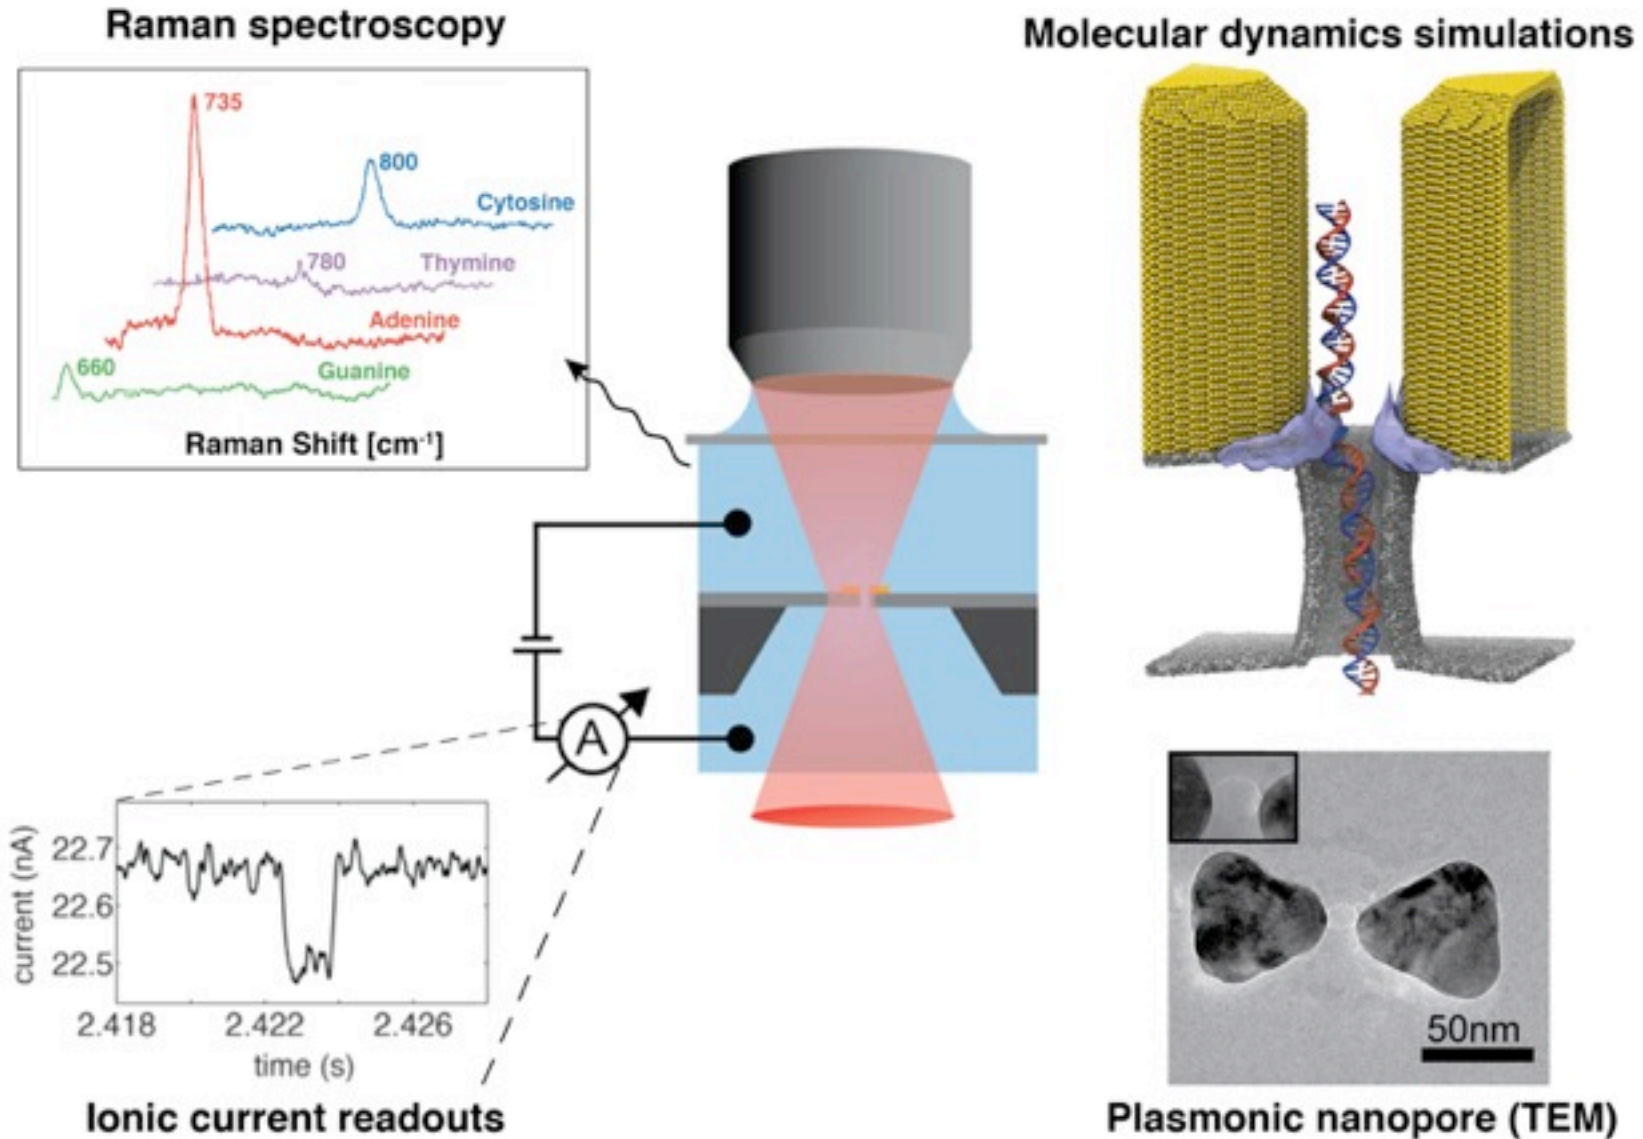 Raman spectroscopy
735
800
Cytosine
780
Thymine
Adenine
660
Guanine
Raman Shift [cm⁻¹]
Molecular dynamics simulations
A
current (nA)
22.7
22.6
22.5
2.418 2.422 2.426
time (s)
Ionic current readouts
50nm
Plasmonic nanopore (TEM)